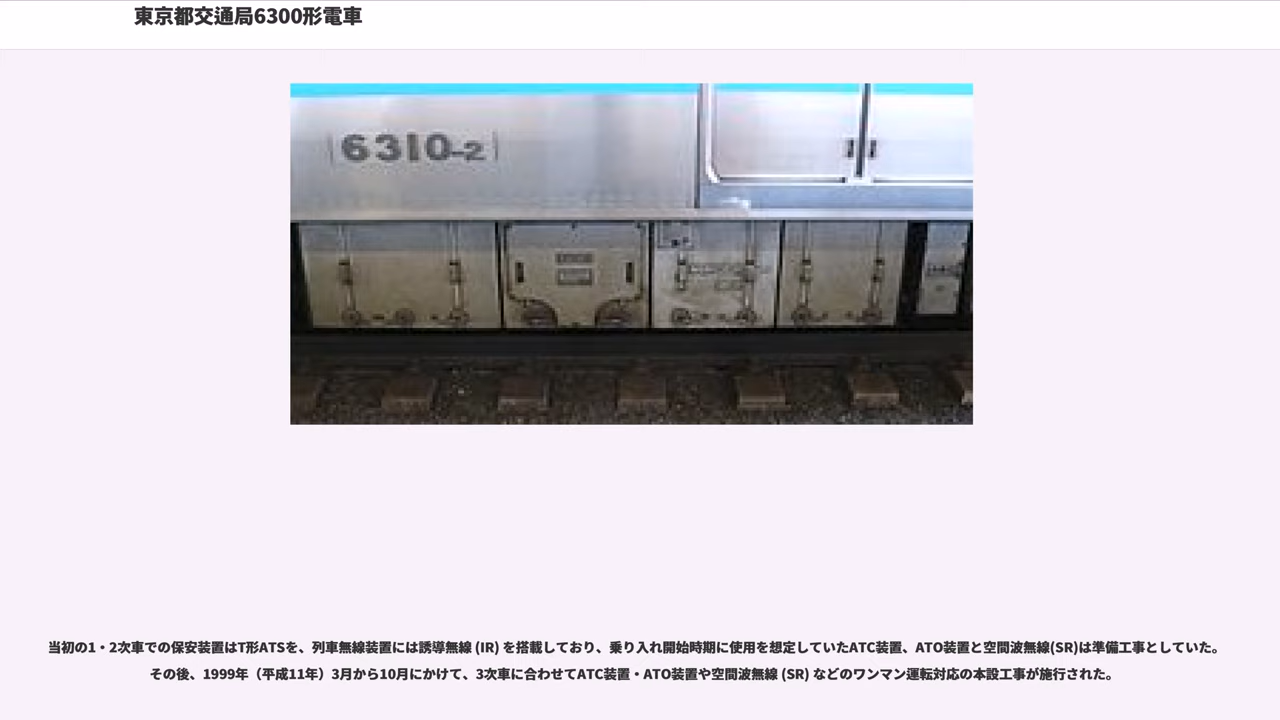 東京都交通局6300形電車
6310-2
当初の1・2次車での保安装置はT形ATSを、列車無線装置には誘導無線 (IR) を搭載しており、乗り入れ開始時期に使用を想定していたATC装置、ATO装置と空間波無線(SR)は準備工事としていた。
その後、1999年（平成11年）3月から10月にかけて、3次車に合わせてATC装置・ATO装置や空間波無線 (SR) などのワンマン運転対応の本設工事が施行された。